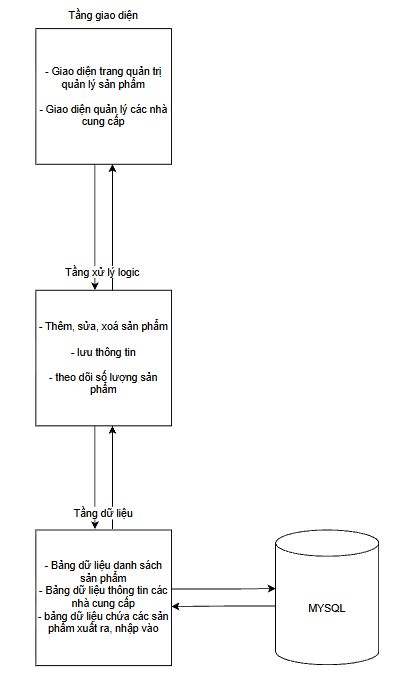 Tầng giao diện
- Giao diện trang quản trị
quản lý sản phẩm
- Giao diện quản lý các nhà
cung cấp
Tầng xử lý logic
- Thêm, sửa, xoá sản phẩm
- lưu thông tin
- theo dõi số lượng sản
phẩm
Tầng dữ liệu
- Bảng dữ liệu danh sách
sản phẩm
- Bảng dữ liệu thông tin các
nhà cung cấp
- bảng dữ liệu chứa các sản
phẩm xuất ra, nhập vào
MYSQL